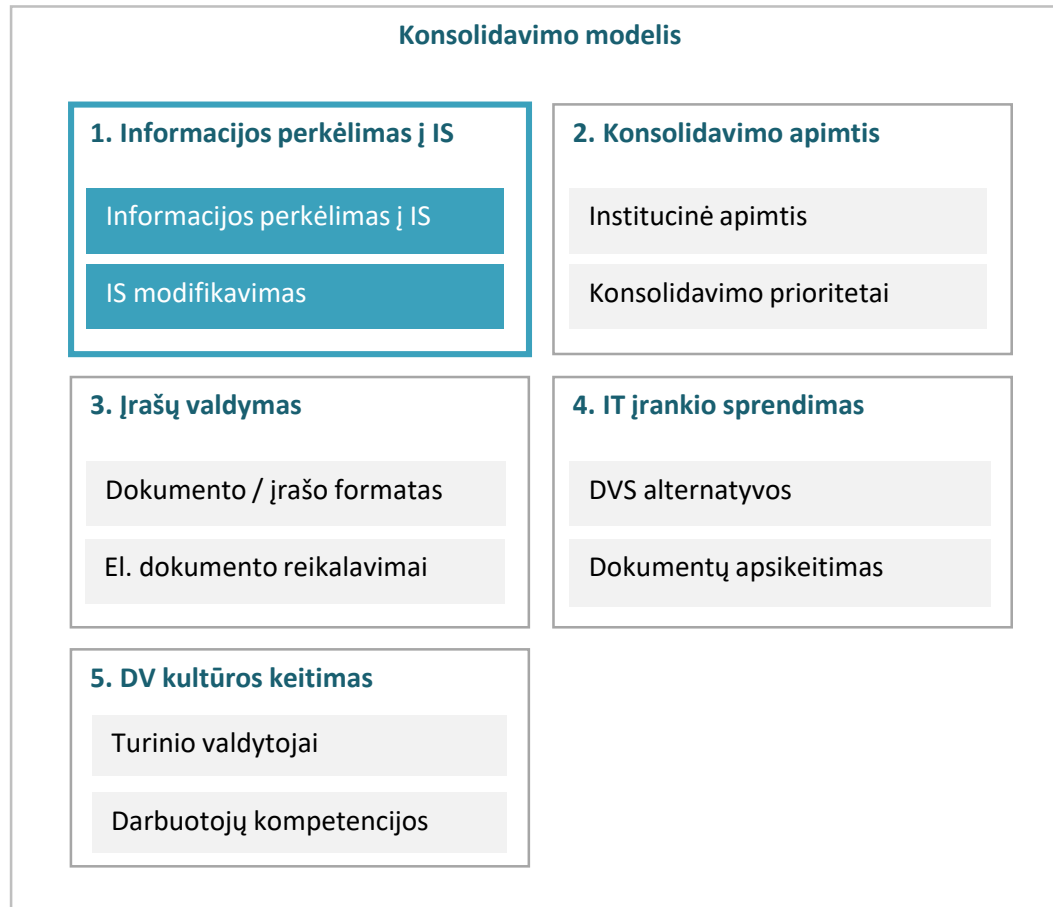 Konsolidavimo modelis
1. Informacijos perkėlimas į IS
Informacijos perkėlimas į IS
IS modifikavimas
2. Konsolidavimo apimtis
Institucinė apimtis
Konsolidavimo prioritetai
3. Įrašų valdymas
Dokumento / įrašo formatas
El. dokumento reikalavimai
4. IT įrankio sprendimas
DVS alternatyvos
Dokumentų apsikeitimas
5. DV kultūros keitimas
Turinio valdytojai
Darbuotojų kompetencijos